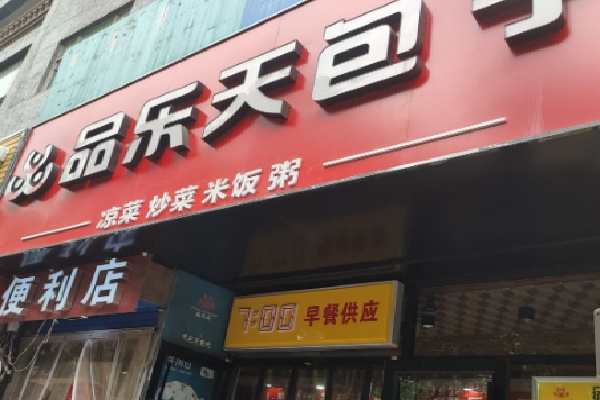 品乐天包
凉菜 炒菜 米饭 粥
便利店
7:00 早餐供应